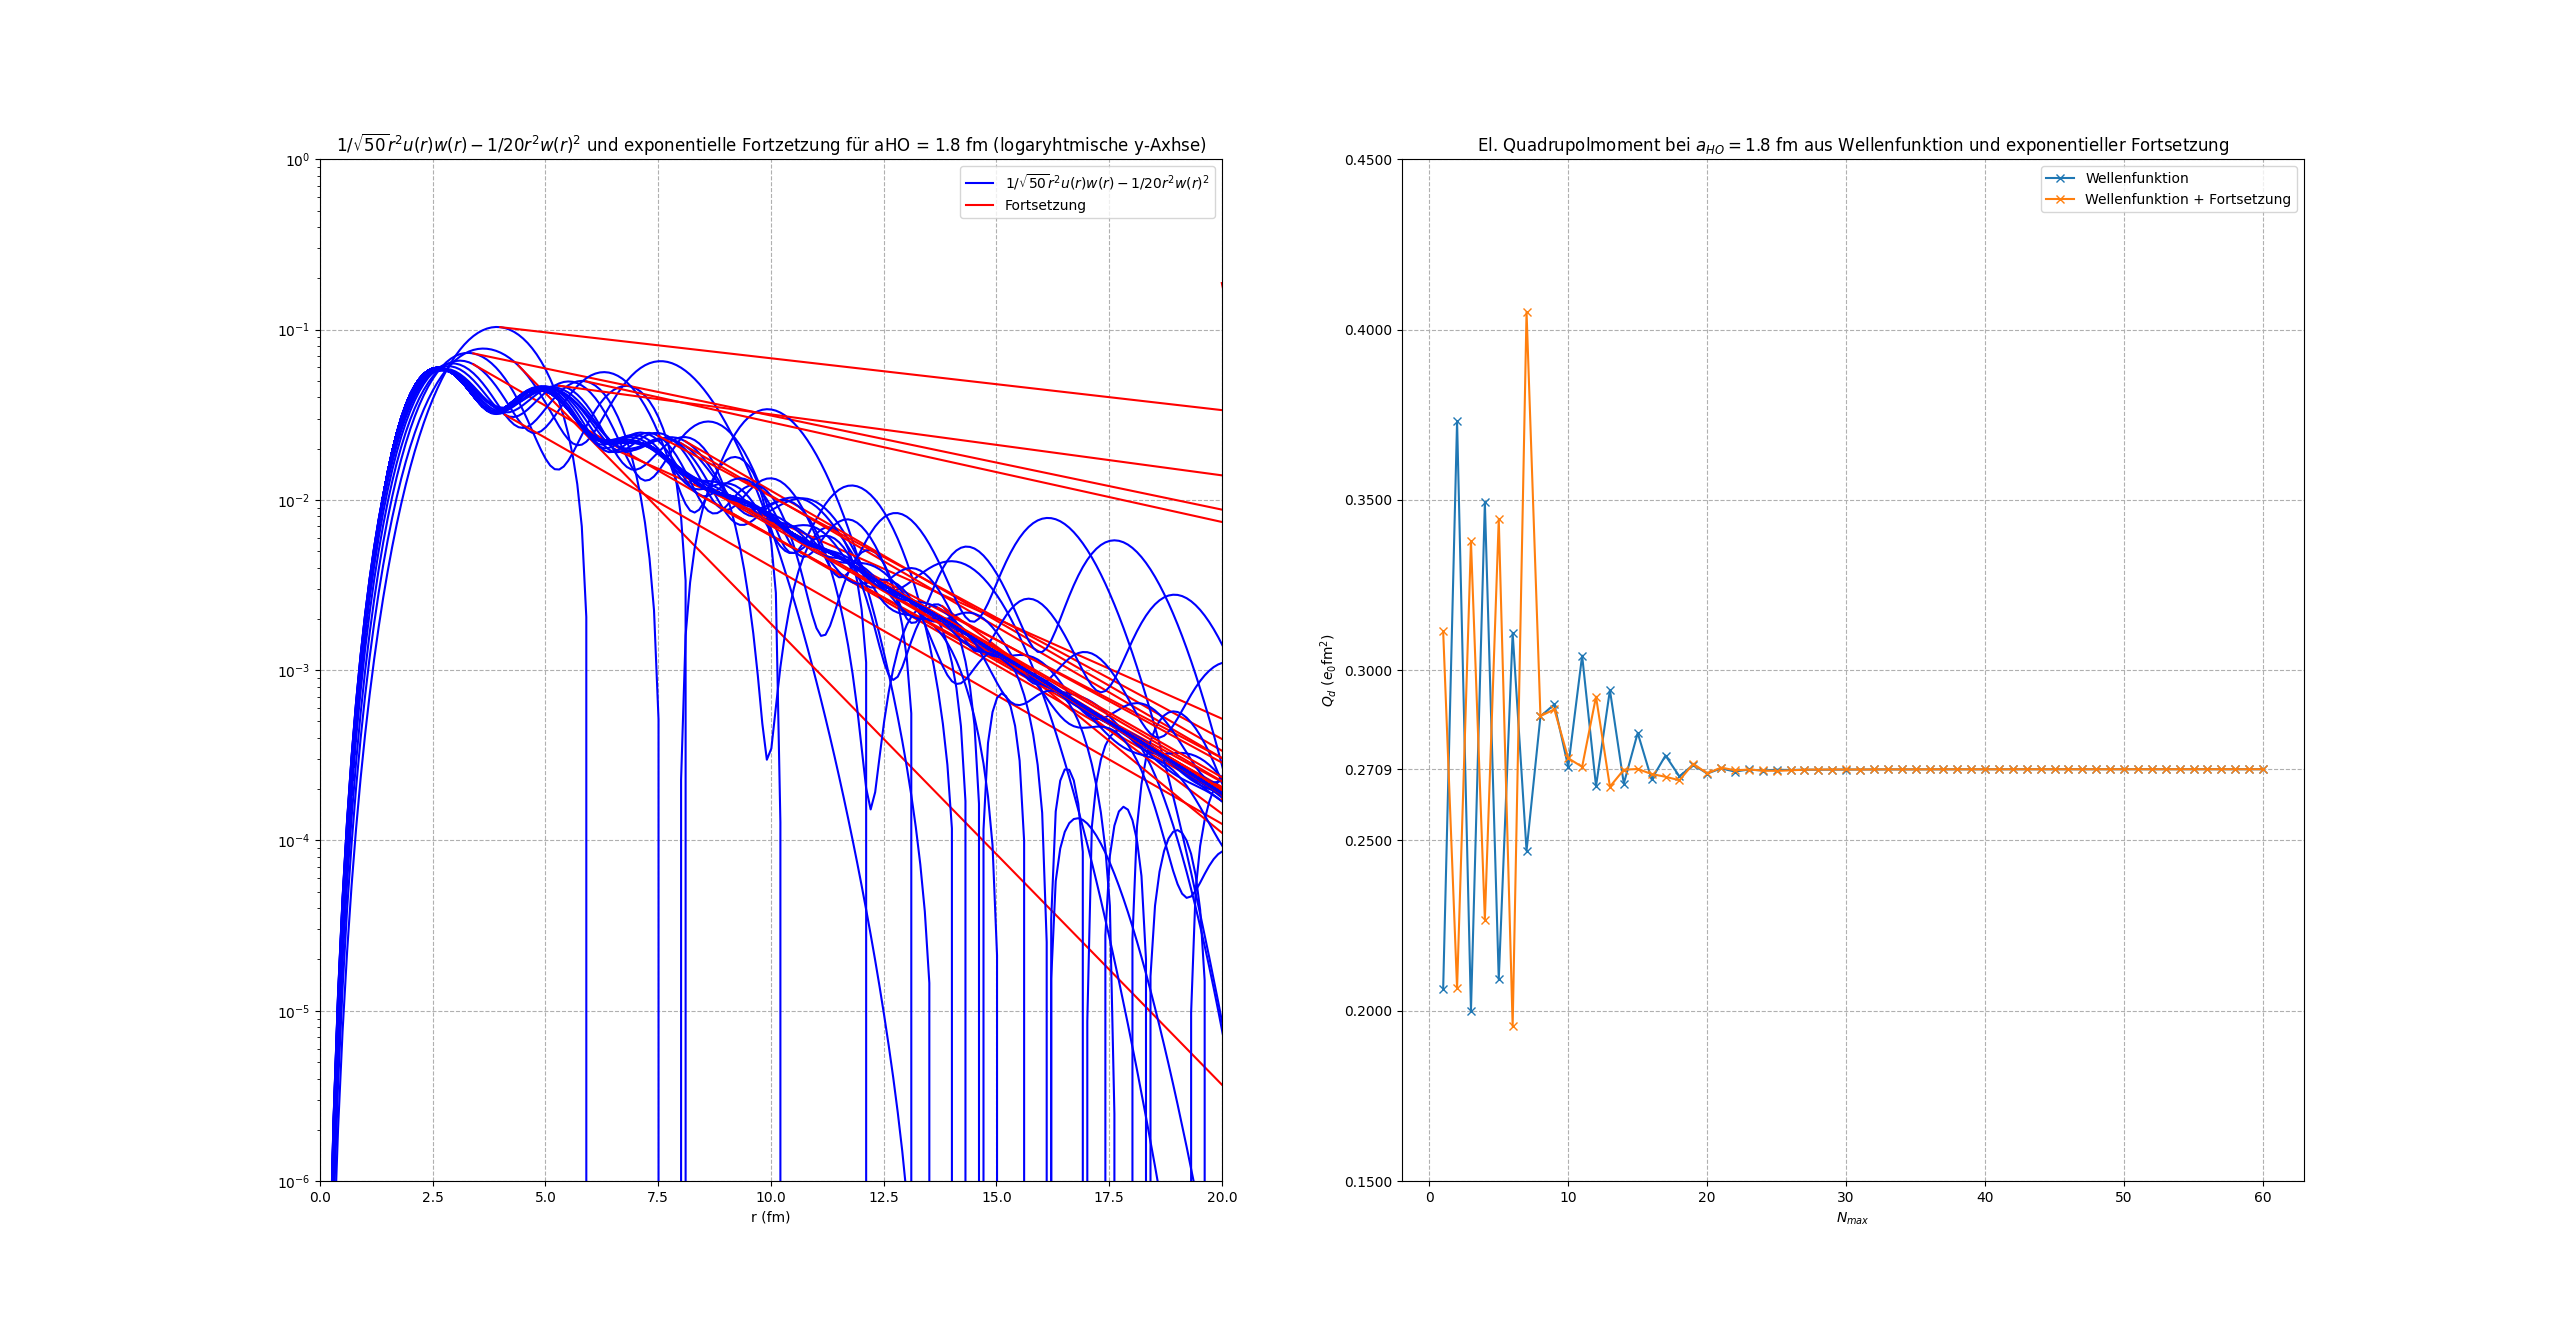 1/√50r²u(r)w(r) − 1/20r²w(r)² und exponentielle Fortzetzung für aHO = 1.8 fm (logaryhtmische y-Axhse)
1/√50r²u(r)w(r) − 1/20r²w(r)²
Fortsetzung
10⁰
10⁻¹
10⁻²
10⁻³
10⁻⁴
10⁻⁵
10⁻⁶
0.0 2.5 5.0 7.5 10.0 12.5 15.0 17.5 20.0
r (fm)
El. Quadrupolmoment bei a_HO = 1.8 fm aus Wellenfunktion und exponentieller Fortsetzung
Wellenfunktion
Wellenfunktion + Fortsetzung
Q_d (e₀fm²)
0.4500
0.4000
0.3500
0.3000
0.2709
0.2500
0.2000
0.1500
0 10 20 30 40 50 60
N_max